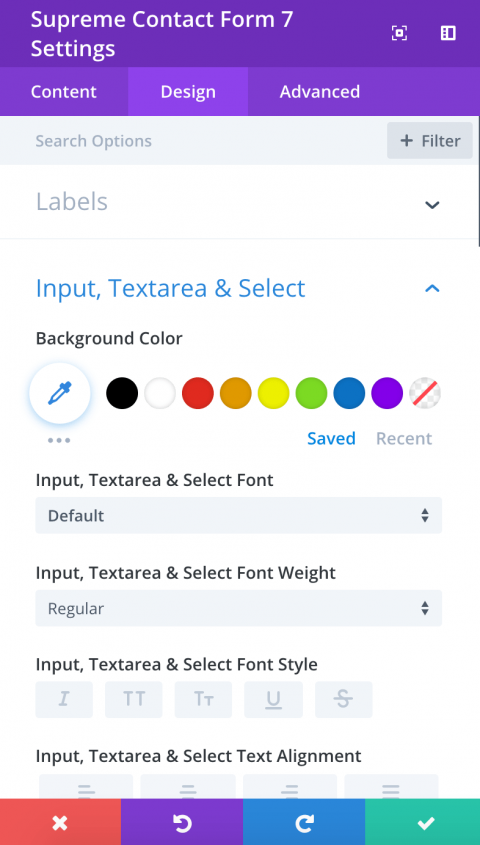 Supreme Contact Form 7
Settings
Content Design Advanced
Search Options + Filter
Labels
Input, Textarea & Select
Background Color
Saved Recent
Input, Textarea & Select Font
Default
Input, Textarea & Select Font Weight
Regular
Input, Textarea & Select Font Style
I TT Tт U S
Input, Textarea & Select Text Alignment